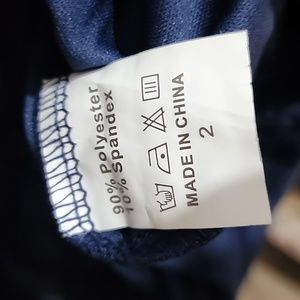 90% Polyester
10% Spandex
MADE IN CHINA
2